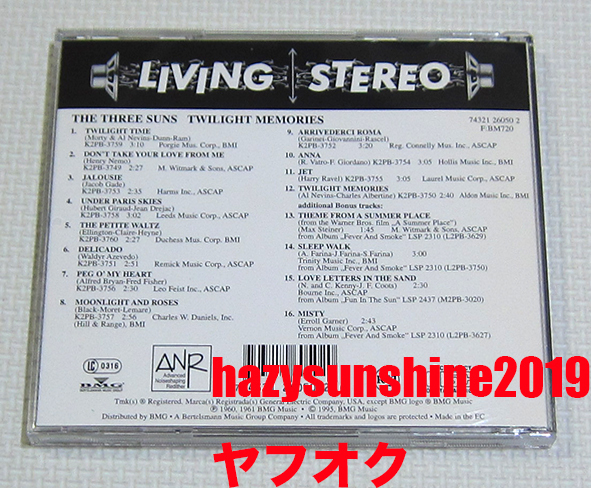 LIVING STEREO
THE THREE SUNS TWILIGHT MEMORIES
74321 26050 2
F:BM720
1. TWILIGHT TIME
(Morty & Al Nevins-Dunn-Ram)
K2PB-3759 3:10 Porgie Mus. Corp., BMI
2. DON'T TAKE YOUR LOVE FROM ME
(Henry Nemo)
K2PB-3749 2:27 M. Witmark & Sons, ASCAP
3. JALOUSIE
(Jacob Gade)
K2PB-3753 2:35 Harms Inc., ASCAP
4. UNDER PARIS SKIES
(Hubert Giraud-Jean Drejac)
K2PB-3758 3:02 Leeds Music Corp., ASCAP
5. THE PETITE WALTZ
(Ellington-Claire-Heyne)
K2PB-3760 2:27 Duchess Mus. Corp. BMI
6. DELICADO
(Waldyr Azevedo)
K2PB-3751 2:51 Remick Music Corp., ASCAP
7. PEG O' MY HEART
(Alfred Bryan-Fred Fisher)
K2PB-3756 2:30 Leo Feist Inc., ASCAP
8. MOONLIGHT AND ROSES
(Black-Moret-Lemare)
K2PB-3757 2:56 Charles W. Daniels, Inc.
(Hill & Range), BMI
9. ARRIVEDERCI ROMA
(Garinei-Giovannini-Rascel)
K2PB-3752 3:20 Reg. Connelly Mus. Inc., ASCAP
10. ANNA
(R. Vatro-F. Giordano) K2PB-3754 3:05 Hollis Music Inc., BMI
11. JET
(Harry Revel) K2PB-3755 3:05 Laurel Music Corp., ASCAP
12. TWILIGHT MEMORIES
(Al Nevins-Charles Albertine) K2PB-3750 2:40 Aldon Music Inc., BMI
additional Bonus tracks:
13. THEME FROM A SUMMER PLACE
(from the Warner Bros. film „A Summer Place")
(Max Steiner) 4:45 M. Witmark & Sons, ASCAP
from Album „Fever And Smoke" LSP 2310 (L2PB-3629)
14. SLEEP WALK
(A. Farina-J.Farina-S.Farina) 3:00
Trinity Music Inc., BMI
from Album „Fever And Smoke" LSP 2310 (L2PB-3750)
15. LOVE LETTERS IN THE SAND
(N. and C. Kenny-J. F. Coots) 2:30
Bourne Inc., ASCAP
from Album „Fun In The Sun" LSP 2437 (M2PB-3020)
16. MISTY
(Erroll Garner) 2:43
Vernon Music Corp., ASCAP
from Album „Fever And Smoke" LSP 2310 (L2PB-3627)
LC 0316
BMG
ANR
Advanced
Noiseshaping
Redither
hazysunshine2019
Tmk(s) ® Registered. Marca(s) Registrada(s) General Electric Company, USA, except BMG logo ® BMG Music
℗ 1960, 1961 BMG Music • © 1995, BMG Music
Distributed by BMG • A Bertelsmann Music Group Company • All trademarks and logos are protected • Made in the EC
ヤフオク